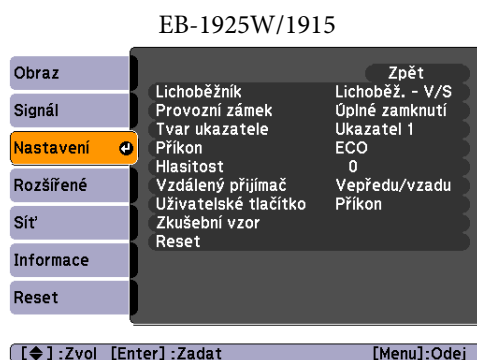 EB-1925W/1915
Obraz
Signál
Nastavení
Rozšířené
Síť
Informace
Reset
Zpět
Lichoběžník Lichoběž. - V/S
Provozní zámek Úplné zamknutí
Tvar ukazatele Ukazatel 1
Příkon ECO
Hlasitost 0
Vzdálený přijímač Vepředu/vzadu
Uživatelské tlačítko Příkon
Zkušební vzor
Reset
[◆] :Zvol [Enter] :Zadat [Menu]:Odej